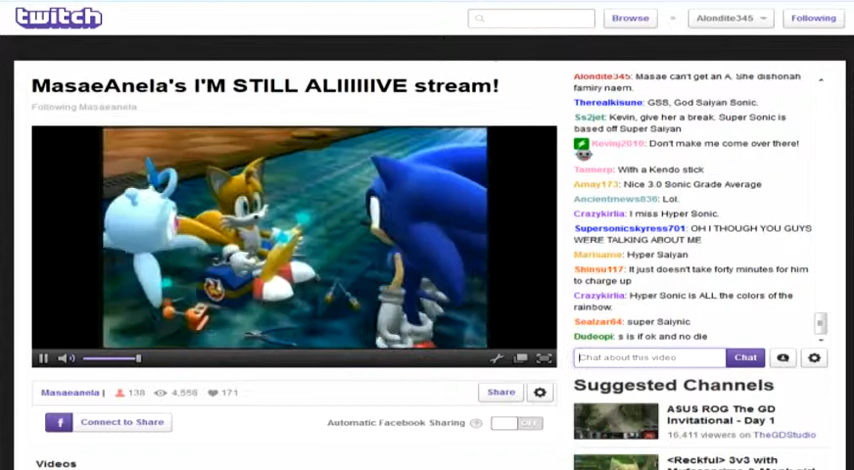 twitch
Browse
Alondite345
Following
MasaeAnela's I'M STILL ALIIIIIIVE stream!
Following Masaeanela
Alondite345: Masae can't get an A. She dishonah
famiry naem.
Therealkisune: GSS, God Saiyan Sonic.
Ss2jet: Kevin, give her a break. Super Sonic is
based off Super Saiyan
Kevinj2010: Don't make me come over there!
Tannerp: With a Kendo stick
Amay173: Nice 3.0 Sonic Grade Average
Ancientmews836: Lol.
Crazykirlia: I miss Hyper Sonic.
Supersonicskyress701: OH I THOUGH YOU GUYS
WERE TALKING ABOUT ME
Marisame: Hyper Saiyan
Shinsu117: It just doesn't take forty minutes for him
to charge up
Crazykirlia: Hyper Sonic is ALL the colors of the
rainbow.
Sealzar64: super Saiynic
Dudeopi: s is if ok and no die
Chat about this video
Chat
Masaeanela | 138 4,558 171
Share
f Connect to Share
Automatic Facebook Sharing ? OFF
Suggested Channels
ASUS ROG The GD
Invitational - Day 1
16,411 viewers on TheGDStudio
<Reckful> 3v3 with
Videos